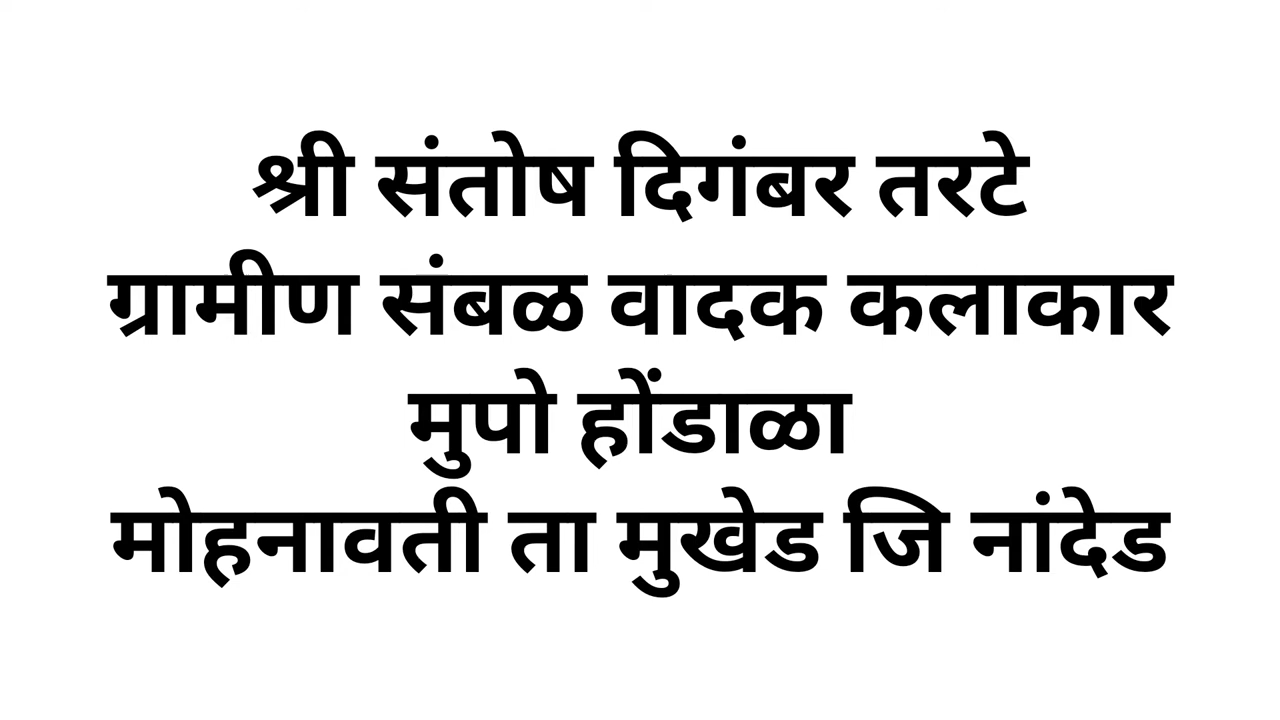 श्री संतोष दिगंबर तरटे
ग्रामीण संबळ वादक कलाकार
मुपो होंडाळा
मोहनावती ता मुखेड जि नांदेड